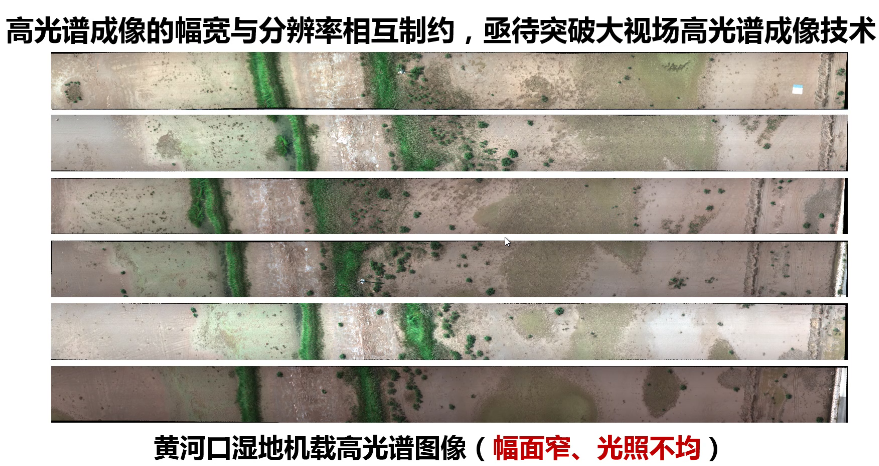 高光谱成像的幅宽与分辨率相互制约，亟待突破大视场高光谱成像技术
黄河口湿地机载高光谱图像（幅面窄、光照不均）